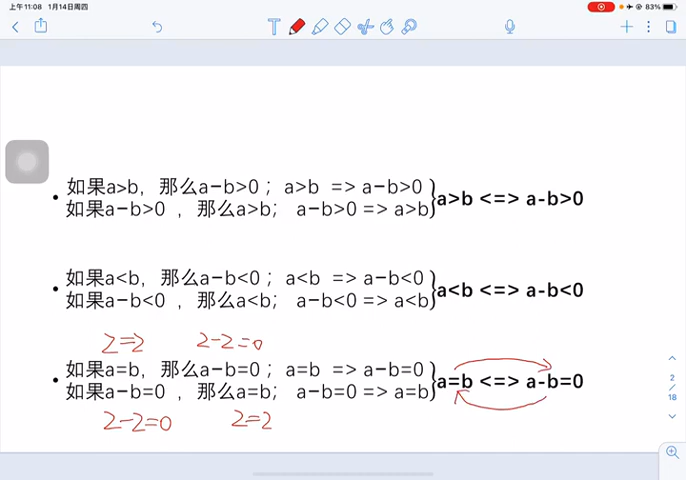 上午11:08 1月14日周四 83%
如果a>b，那么a-b>0； a>b => a-b>0
如果a-b>0 ，那么a>b； a-b>0 => a>b
a>b <=> a-b>0
如果a<b，那么a-b<0； a<b => a-b<0
如果a-b<0 ，那么a<b； a-b<0 => a<b
a<b <=> a-b<0
2=2 2-2=0
如果a=b，那么a-b=0； a=b => a-b=0
如果a-b=0 ，那么a=b； a-b=0 => a=b
a=b <=> a-b=0
2-2=0 2=2
2
/
18